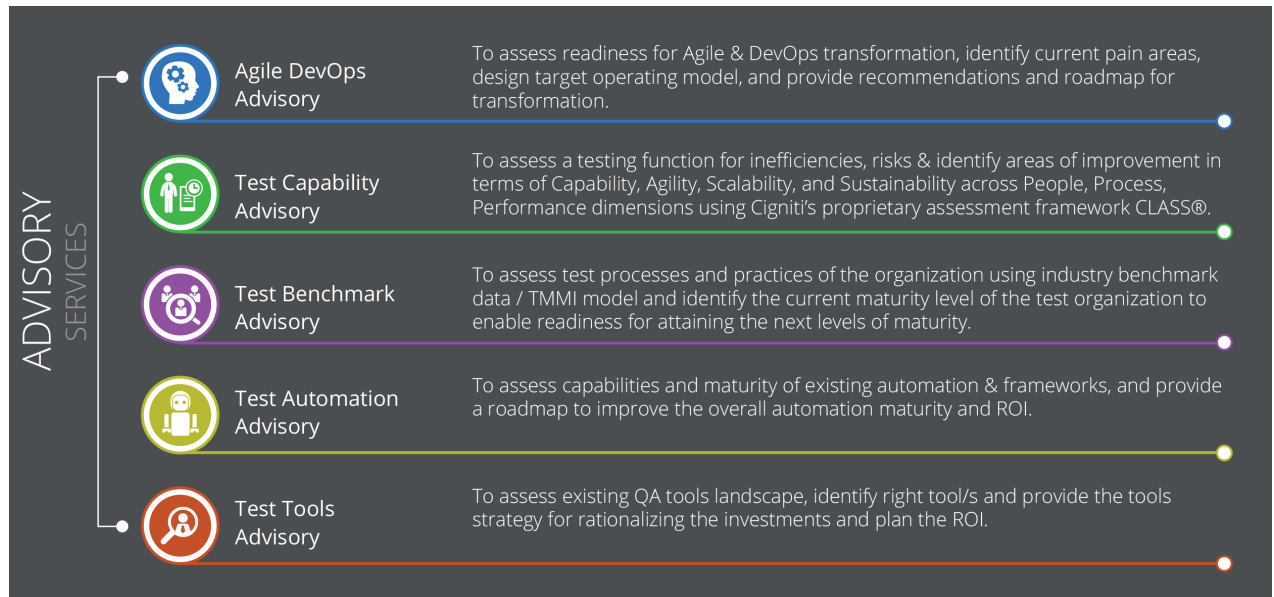 ADVISORY
SERVICES
Agile DevOps
Advisory
To assess readiness for Agile & DevOps transformation, identify current pain areas,
design target operating model, and provide recommendations and roadmap for
transformation.
Test Capability
Advisory
To assess a testing function for inefficiencies, risks & identify areas of improvement in
terms of Capability, Agility, Scalability, and Sustainability across People, Process,
Performance dimensions using Cigniti’s proprietary assessment framework CLASS®.
Test Benchmark
Advisory
To assess test processes and practices of the organization using industry benchmark
data / TMMI model and identify the current maturity level of the test organization to
enable readiness for attaining the next levels of maturity.
Test Automation
Advisory
To assess capabilities and maturity of existing automation & frameworks, and provide
a roadmap to improve the overall automation maturity and ROI.
Test Tools
Advisory
To assess existing QA tools landscape, identify right tool/s and provide the tools
strategy for rationalizing the investments and plan the ROI.